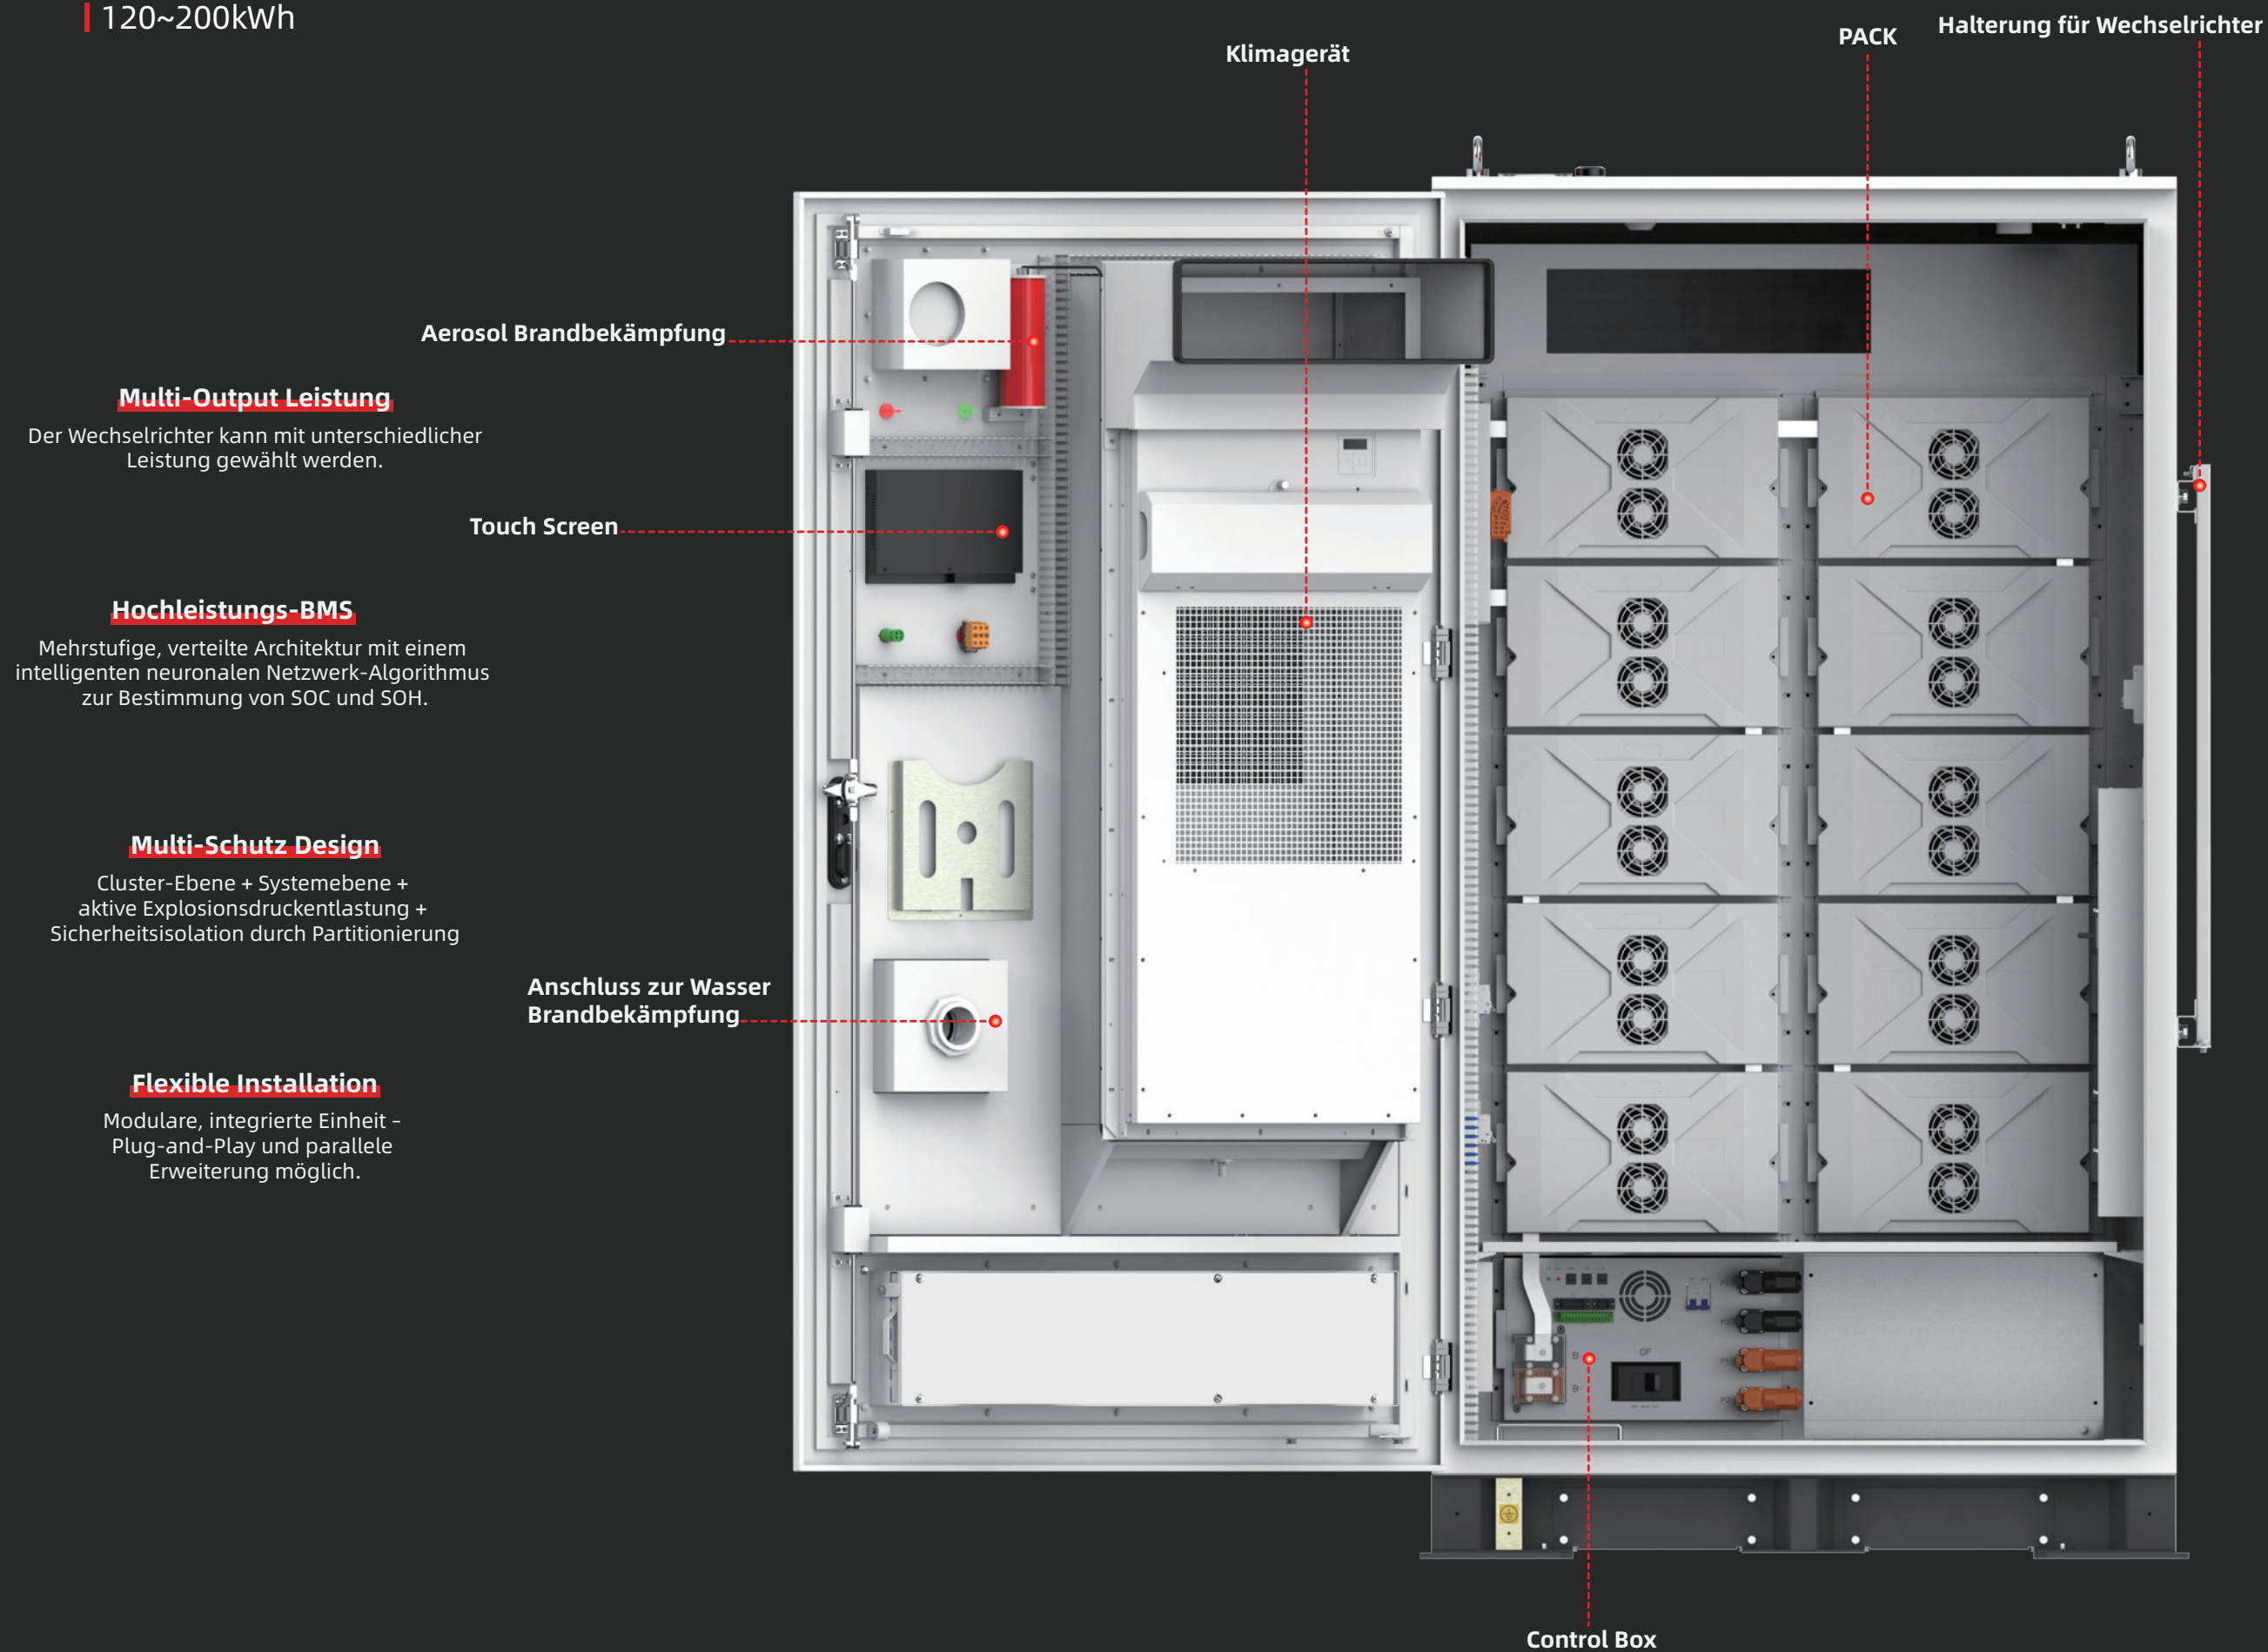 120~200kWh
Halterung für Wechselrichter
PACK
Klimagerät
Aerosol Brandbekämpfung
Multi-Output Leistung
Der Wechselrichter kann mit unterschiedlicher
Leistung gewählt werden.
Touch Screen
Hochleistungs-BMS
Mehrstufige, verteilte Architektur mit einem
intelligenten neuronalen Netzwerk-Algorithmus
zur Bestimmung von SOC und SOH.
Multi-Schutz Design
Cluster-Ebene + Systemebene +
aktive Explosionsdruckentlastung +
Sicherheitsisolation durch Partitionierung
Anschluss zur Wasser
Brandbekämpfung
Flexible Installation
Modulare, integrierte Einheit –
Plug-and-Play und parallele
Erweiterung möglich.
QF
Control Box